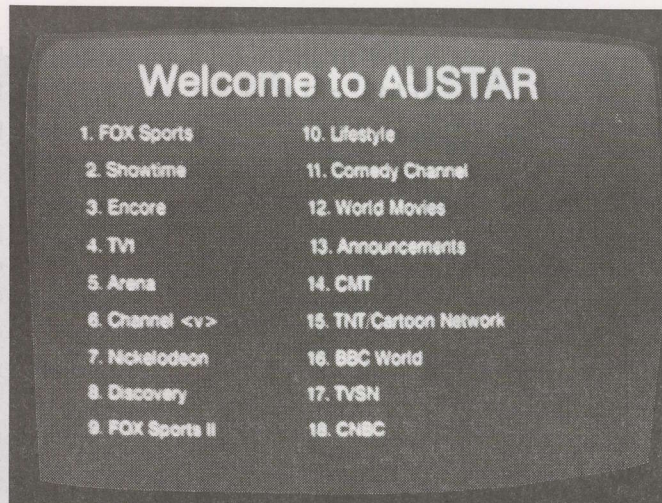 Welcome to AUSTAR
1. FOX Sports
2. Showtime
3. Encore
4. TV1
5. Arena
6. Channel <v>
7. Nickelodeon
8. Discovery
9. FOX Sports II
10. Lifestyle
11. Comedy Channel
12. World Movies
13. Announcements
14. CMT
15. TNT/Cartoon Network
16. BBC World
17. TVSN
18. CNBC